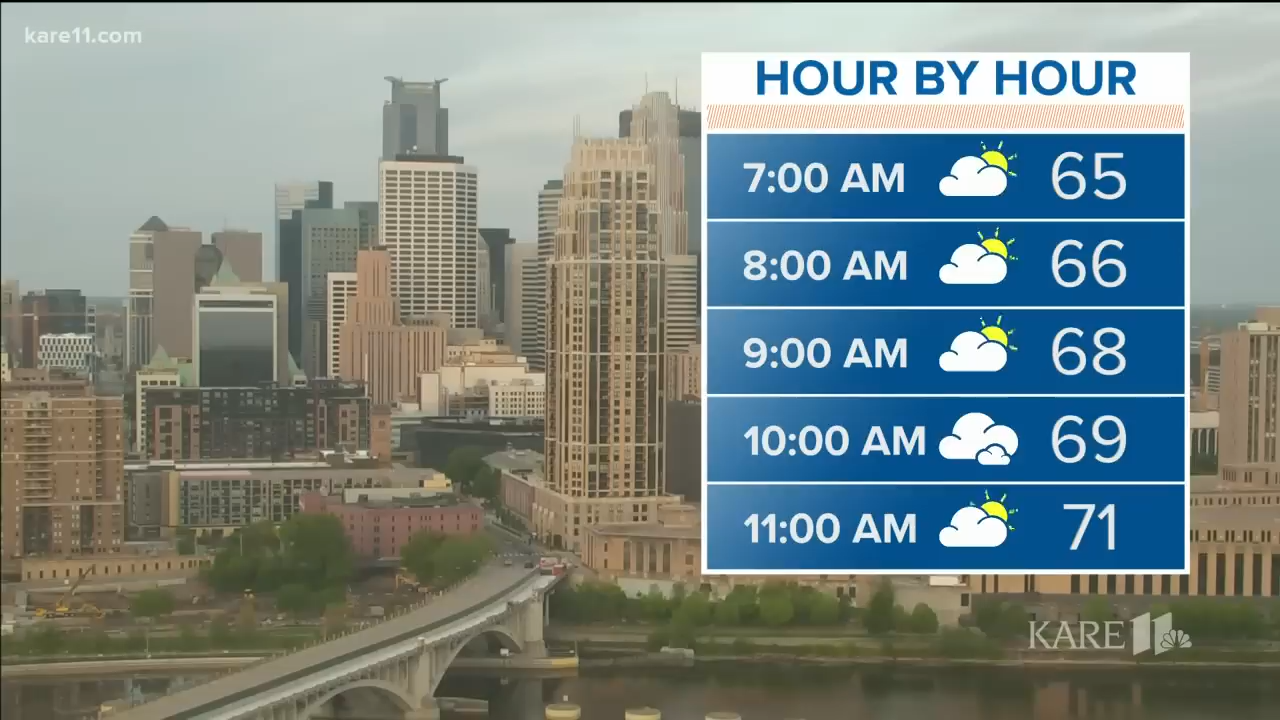 kare11.com
HOUR BY HOUR
7:00 AM 65
8:00 AM 66
9:00 AM 68
10:00 AM 69
11:00 AM 71
KARE 11